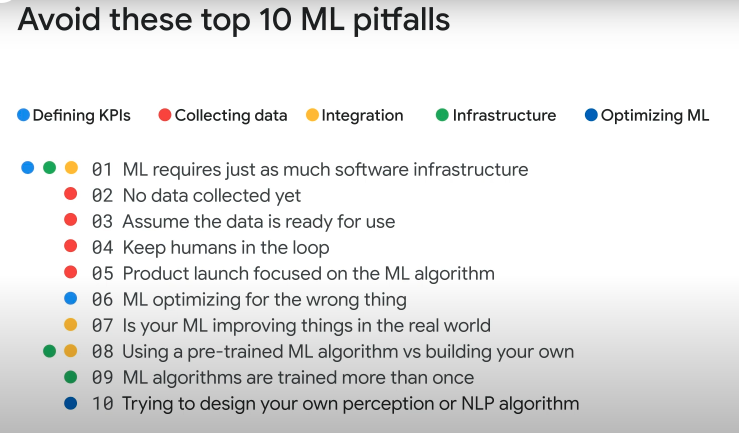 Avoid these top 10 ML pitfalls
Defining KPIs Collecting data Integration Infrastructure Optimizing ML
01 ML requires just as much software infrastructure
02 No data collected yet
03 Assume the data is ready for use
04 Keep humans in the loop
05 Product launch focused on the ML algorithm
06 ML optimizing for the wrong thing
07 Is your ML improving things in the real world
08 Using a pre-trained ML algorithm vs building your own
09 ML algorithms are trained more than once
10 Trying to design your own perception or NLP algorithm